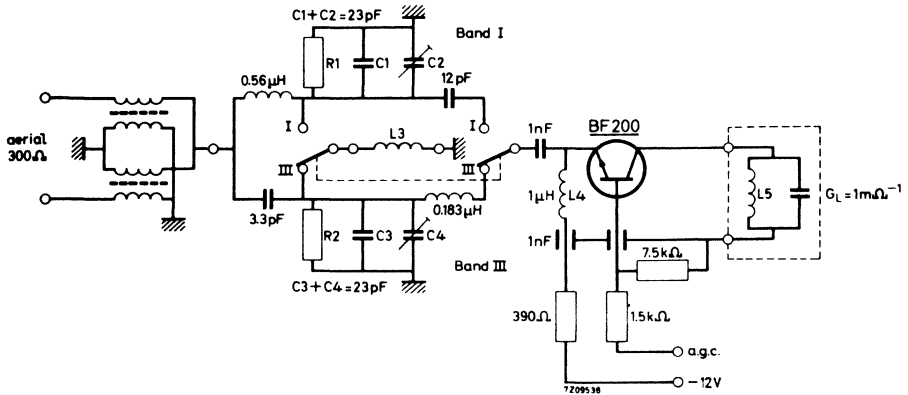 C1+C2=23pF
Band I
R1
C1
C2
0.56μH
12pF
aerial
300Ω
I
L3
I
1nF
BF200
III
III
3.3pF
0.183μH
1μH
L4
L5
G_L=1mΩ⁻¹
R2
C3
C4
1nF
7.5kΩ
Band III
C3+C4=23pF
390Ω
1.5kΩ
a.g.c.
-12V
7Z09536